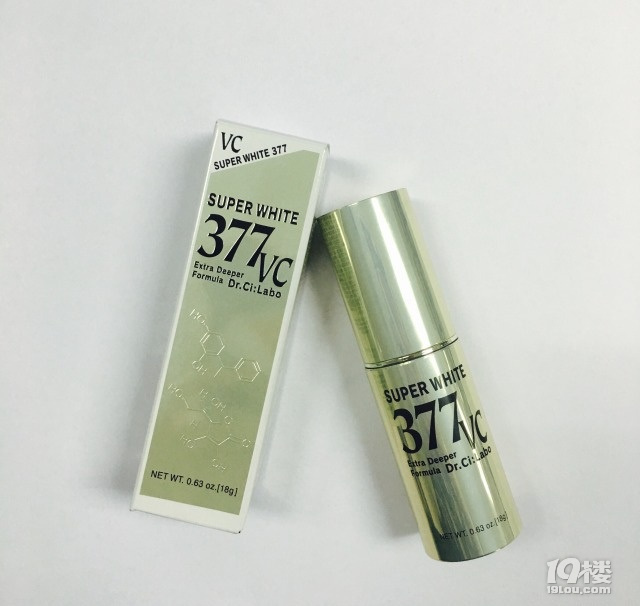 VC
SUPER WHITE 377
SUPER WHITE
377VC
Extra Deeper
Formula Dr.Ci:Labo
HO
OH
NET WT. 0.63 oz.[18g]
SUPER WHITE
377VC
Extra Deeper
Formula Dr.Ci:Labo
NET WT. 0.63 oz.[18g]
19楼
19lou.com